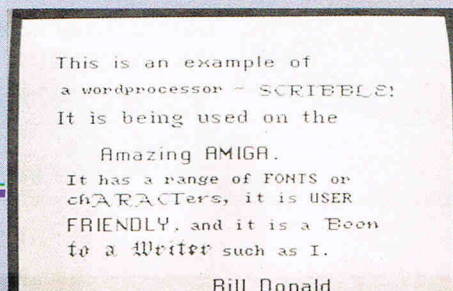 This is an example of
a wordprocessor ~ SCRIBBLE!
It is being used on the
Amazing AMIGA.
It has a range of FONTS or
chARACTers, it is USER
FRIENDLY, and it is a Boon
to a Writer such as I.
Bill Donald